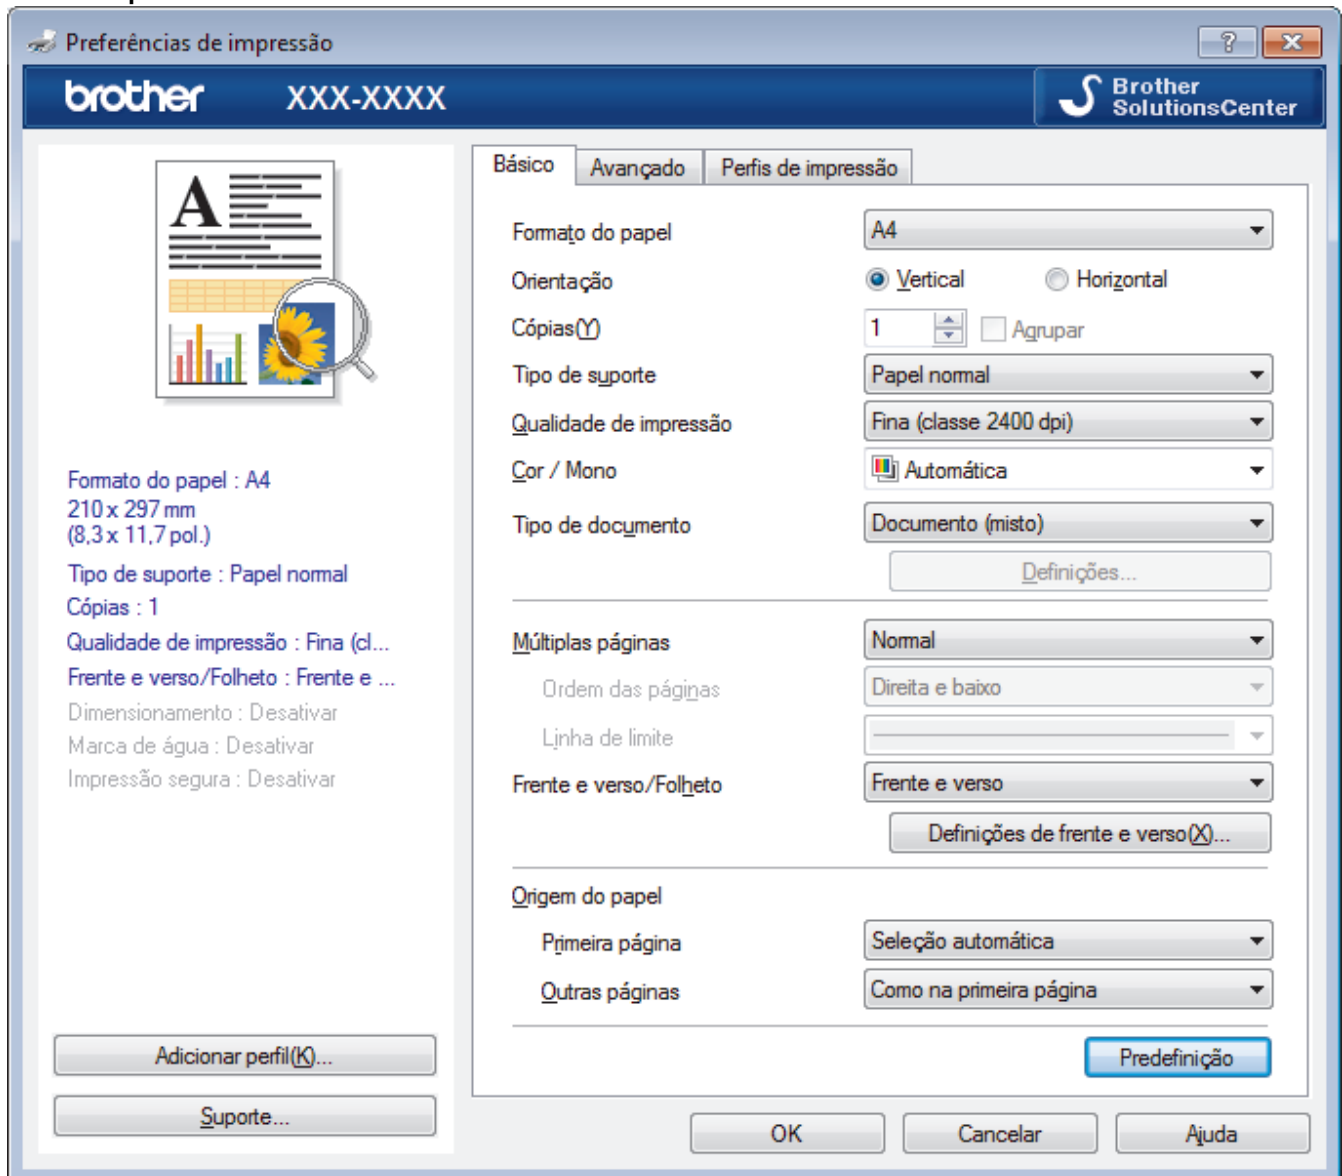 Preferências de impressão
brother XXX-XXXX
Brother
SolutionsCenter
A
Formato do papel : A4
210 x 297 mm
(8,3 x 11,7 pol.)
Tipo de suporte : Papel normal
Cópias : 1
Qualidade de impressão : Fina (cl...
Frente e verso/Folheto : Frente e ...
Dimensionamento : Desativar
Marca de água : Desativar
Impressão segura : Desativar
Adicionar perfil(K)...
Suporte...
Básico Avançado Perfis de impressão
Formato do papel A4
Orientação Vertical Horizontal
Cópias(Y) 1 Agrupar
Tipo de suporte Papel normal
Qualidade de impressão Fina (classe 2400 dpi)
Cor / Mono Automática
Tipo de documento Documento (misto)
Definições...
Múltiplas páginas Normal
Ordem das páginas Direita e baixo
Linha de limite
Frente e verso/Folheto Frente e verso
Definições de frente e verso(X)...
Origem do papel
Primeira página Seleção automática
Outras páginas Como na primeira página
Predefinição
OK Cancelar Ajuda